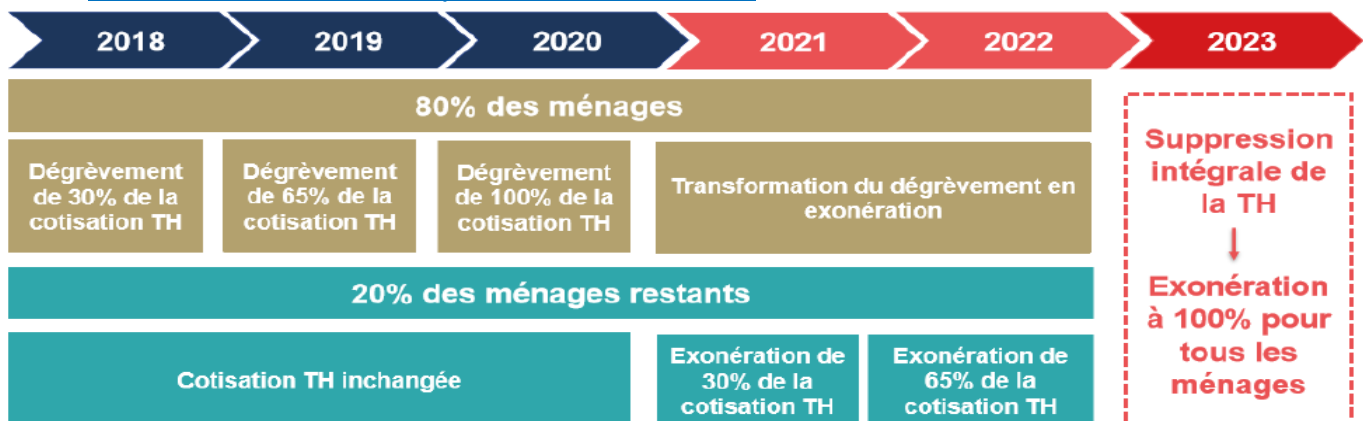 2018
2019
2020
2021
2022
2023
80% des ménages
Dégrèvement
de 30% de la
cotisation TH
Dégrèvement
de 65% de la
cotisation TH
Dégrèvement
de 100% de la
cotisation TH
Transformation du dégrèvement en
exonération
20% des ménages restants
Cotisation TH inchangée
Exonération de
30% de la
cotisation TH
Exonération de
65% de la
cotisation TH
Suppression
intégrale de
la TH
Exonération
à 100% pour
tous les
ménages